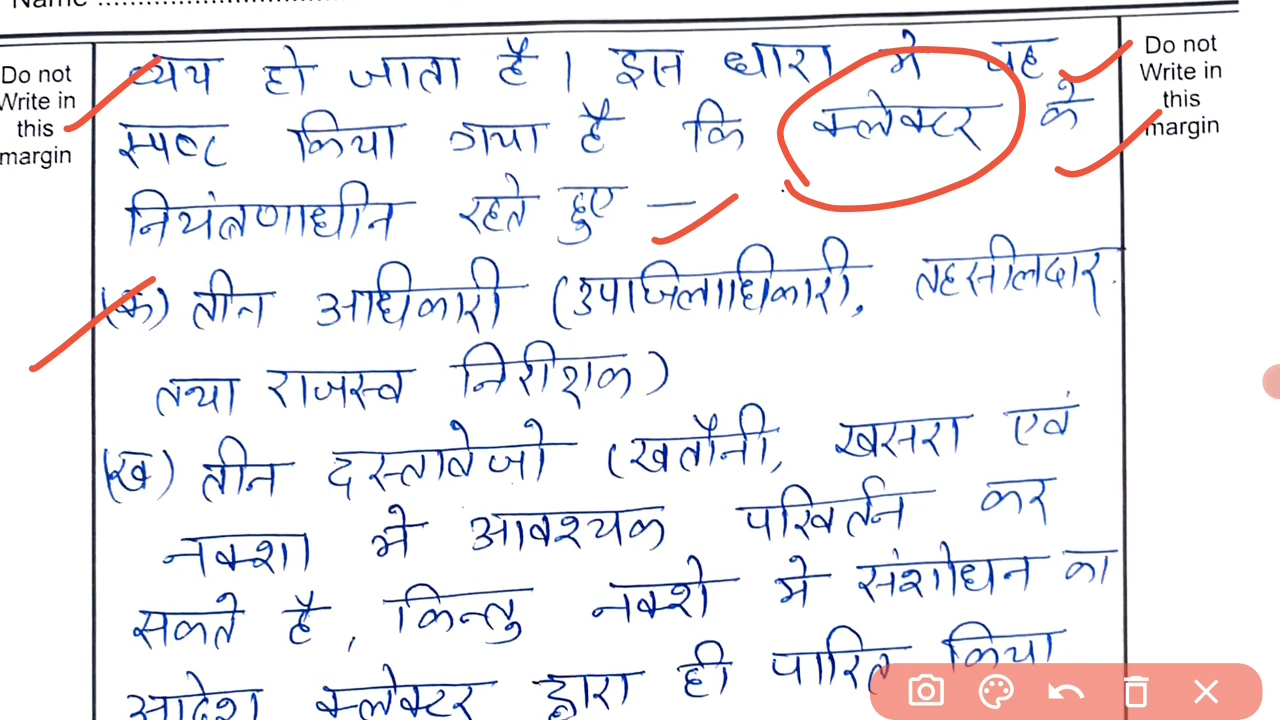 Name
Do not
Write in
this
margin
व्यय हो जाता है। इस धारा मे यह
स्पष्ट किया गया है कि क्लेक्टर के
नियंत्रणाधीन रहते हुए —
(क) तीन अधिकारी (उपजिलाधिकारी, तहसीलदार
तथा राजस्व निरीक्षक)
(ख) तीन दस्तावेजो (खतौनी, खसरा एवं
नक्शा मे आवश्यक परिवर्तन कर
सकते है, किन्तु नक्शे मे संशोधन का
आदेश क्लेक्टर द्वारा ही पारित किया
Do not
Write in
this
margin